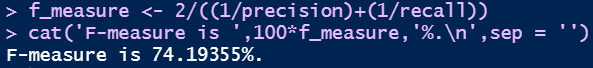 > f_measure <- 2/((1/precision)+(1/recall))
> cat('F-measure is ',100*f_measure,'%.\n',sep = '')
F-measure is 74.19355%.